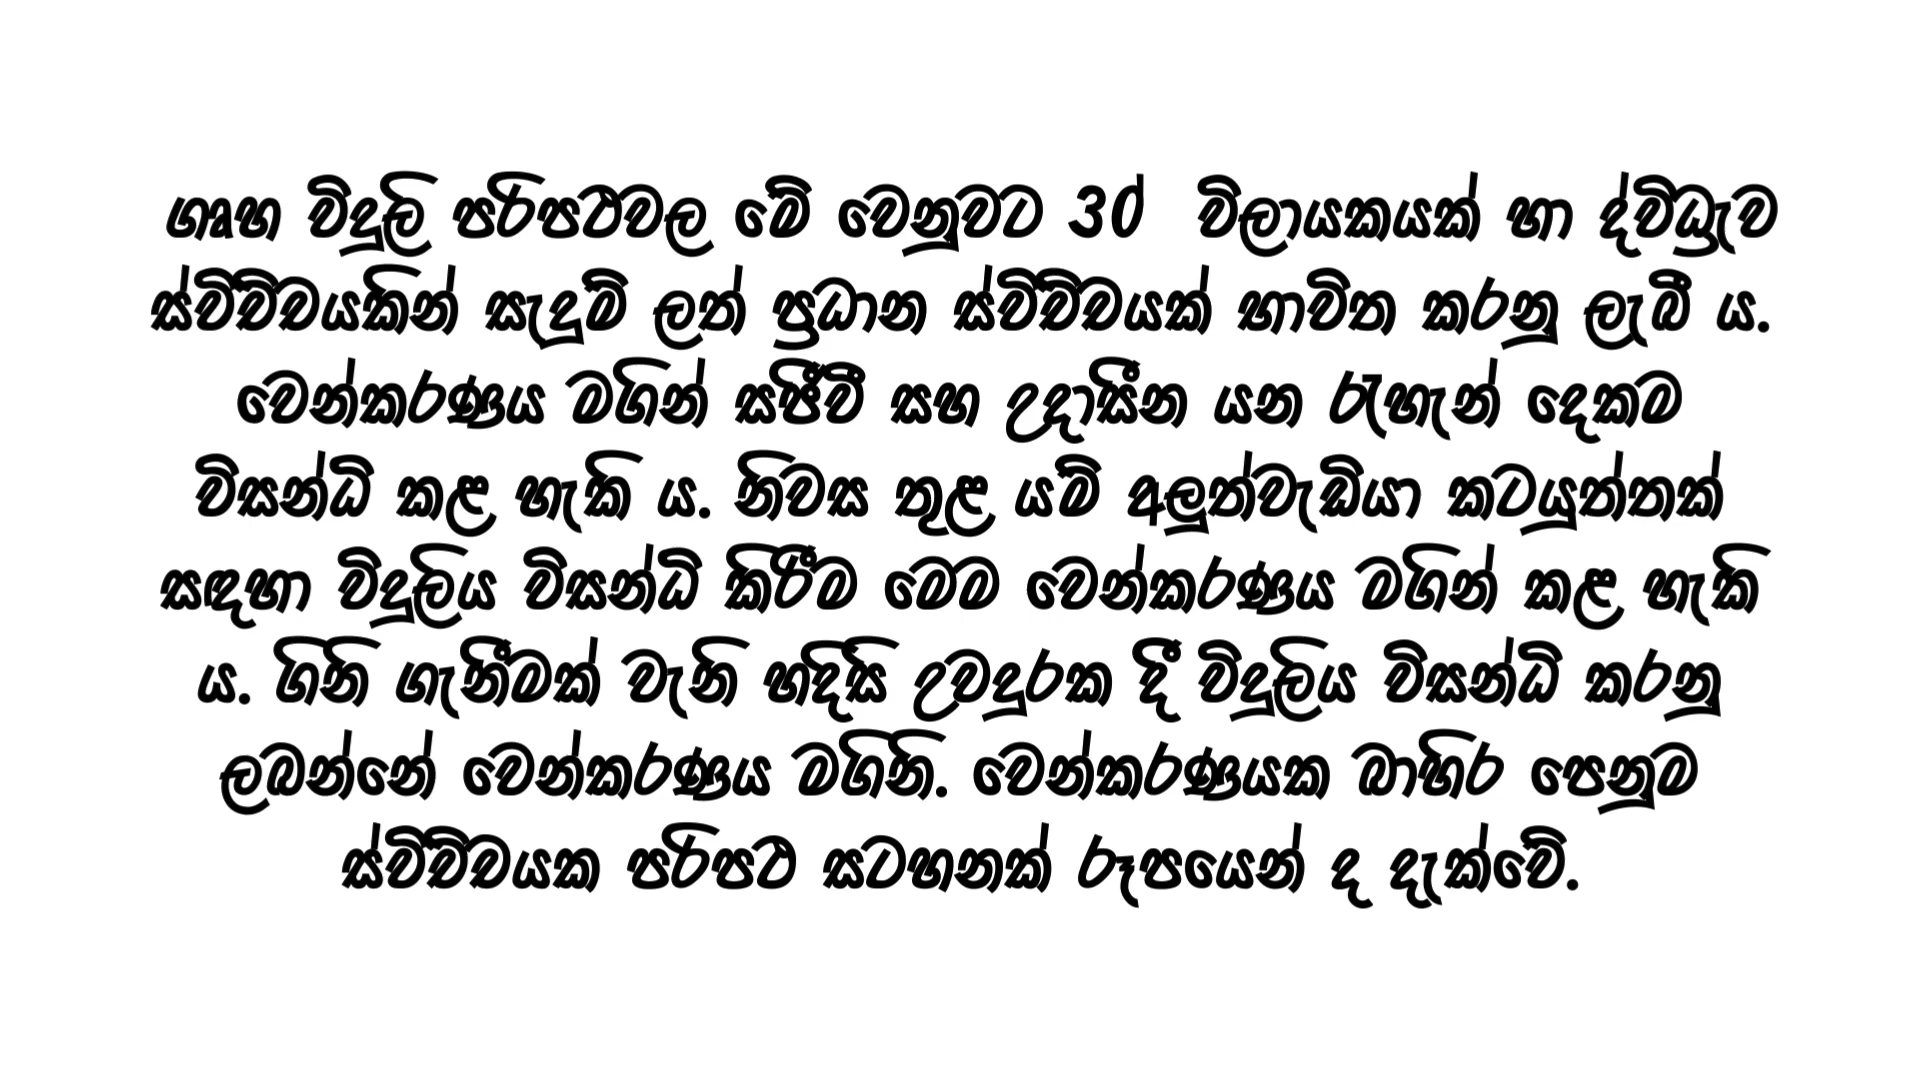 ගෘහ විදුලි පරිපථවල මේ වෙනුවට 30්  විලායකයක් හා ද්විධ්‍රැව
ස්විච්චයකින් සැදුම් ලත් ප්‍රධාන ස්විච්චයක් භාවිත කරනු ලැබී ය.
වෙන්කරණය මගින් සජීවී සහ උදාසීන යන රැහැන් දෙකම
විසන්ධි කළ හැකි ය. නිවස තුළ යම් අලුත්වැඩියා කටයුත්තක්
සඳහා විදුලිය විසන්ධි කිරීම මෙම වෙන්කරණය මගින් කළ හැකි
ය. ගිනි ගැනීමක් වැනි හදිසි උවදුරක දී විදුලිය විසන්ධි කරනු
ලබන්නේ වෙන්කරණය මගිනි. වෙන්කරණයක බාහිර පෙනුම
ස්විච්චයක පරිපථ සටහනක් රූපයෙන් ද දැක්වේ.